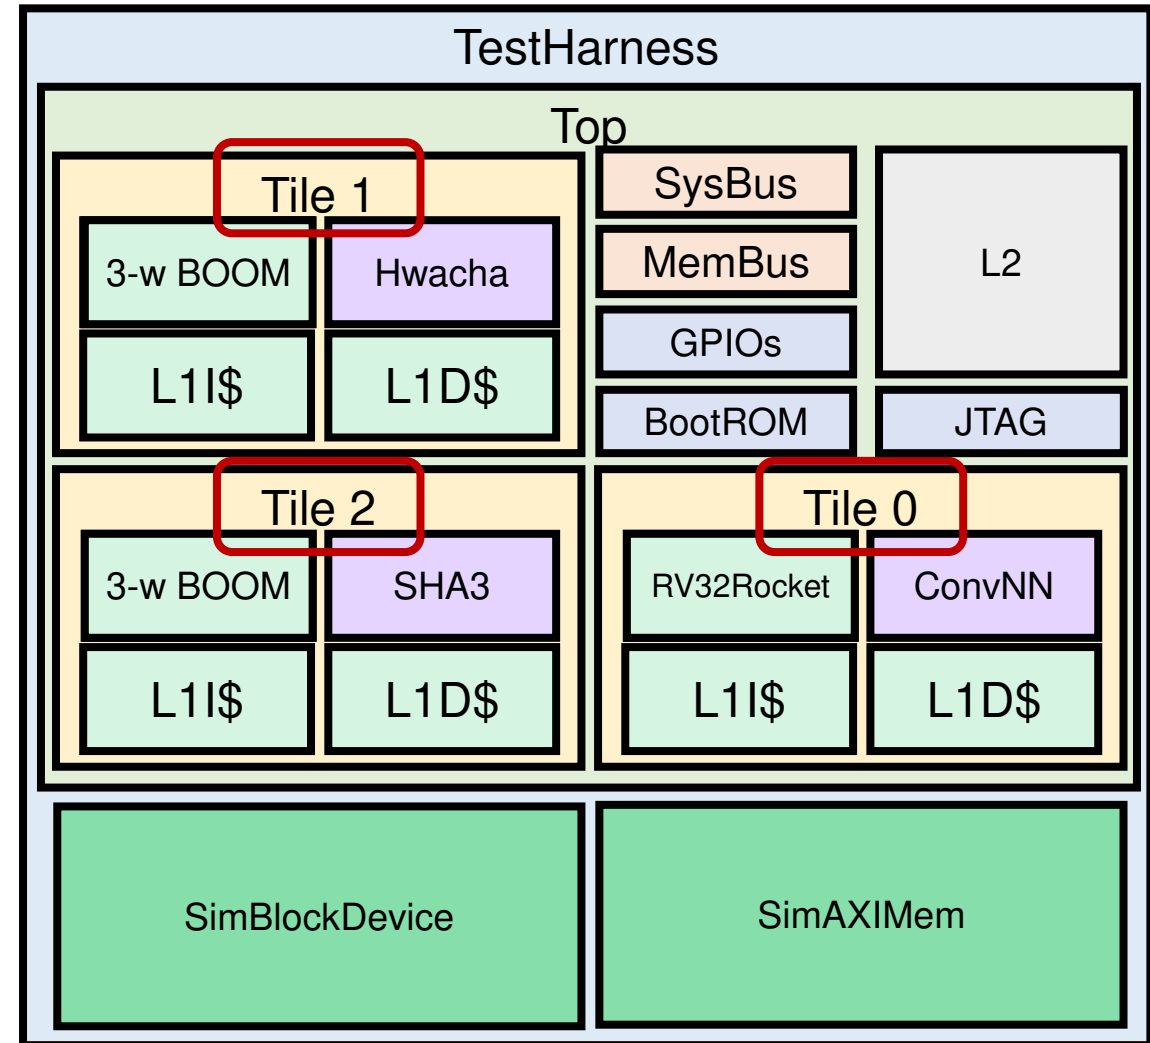 TestHarness
Top
Tile 1
3-w BOOM
Hwacha
L1I$
L1D$
SysBus
MemBus
GPIOs
BootROM
L2
JTAG
Tile 2
3-w BOOM
SHA3
L1I$
L1D$
Tile 0
RV32Rocket
ConvNN
L1I$
L1D$
SimBlockDevice
SimAXIMem